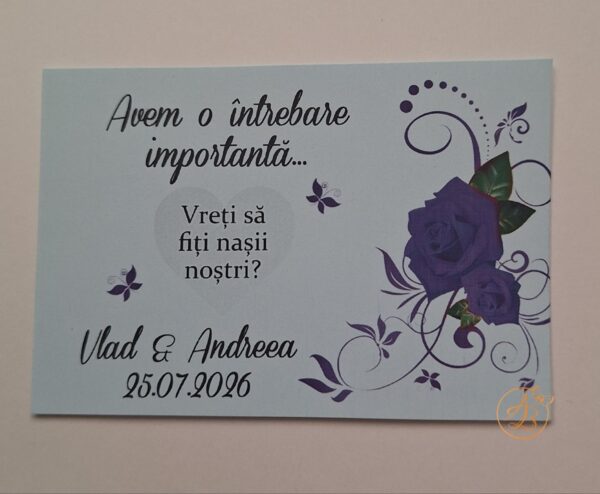 Avem o întrebare
importantă...
Vreți să
fiți nașii
noștri?
Vlad & Andreea
25.07.2026